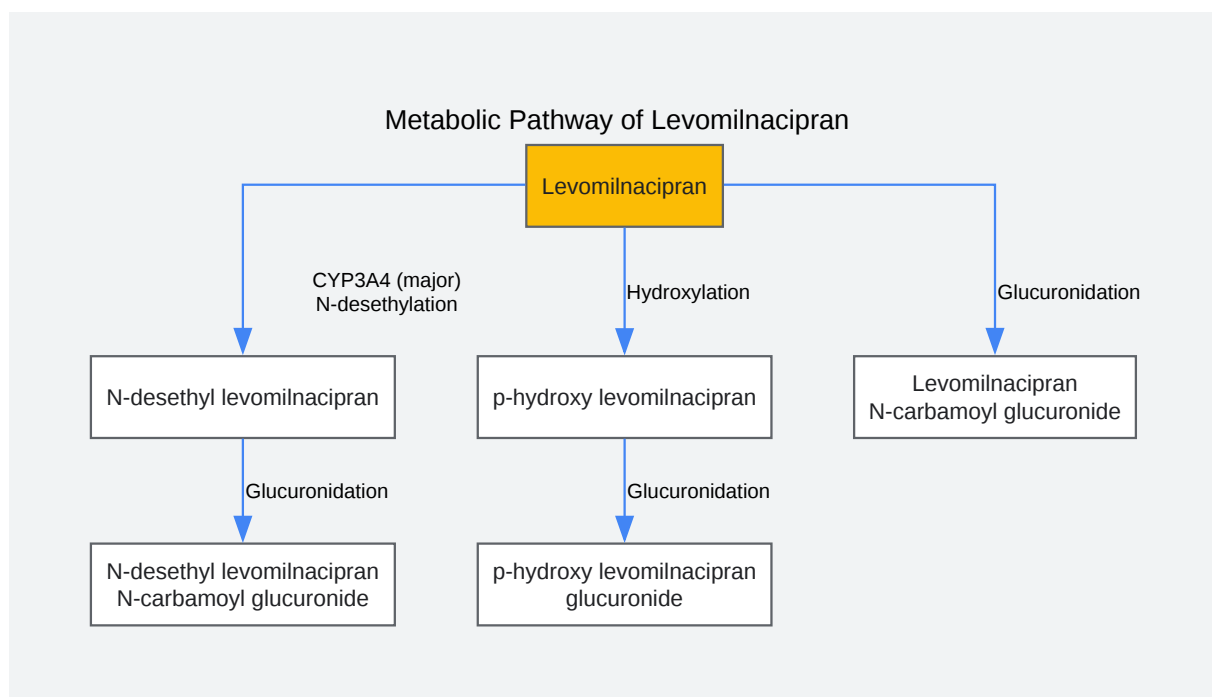 Metabolic Pathway of Levomilnacipran
Levomilnacipran
CYP3A4 (major)
N-desethylation
Hydroxylation
Glucuronidation
N-desethyl levomilnacipran
p-hydroxy levomilnacipran
Levomilnacipran
N-carbamoyl glucuronide
Glucuronidation
Glucuronidation
N-desethyl levomilnacipran
N-carbamoyl glucuronide
p-hydroxy levomilnacipran
glucuronide